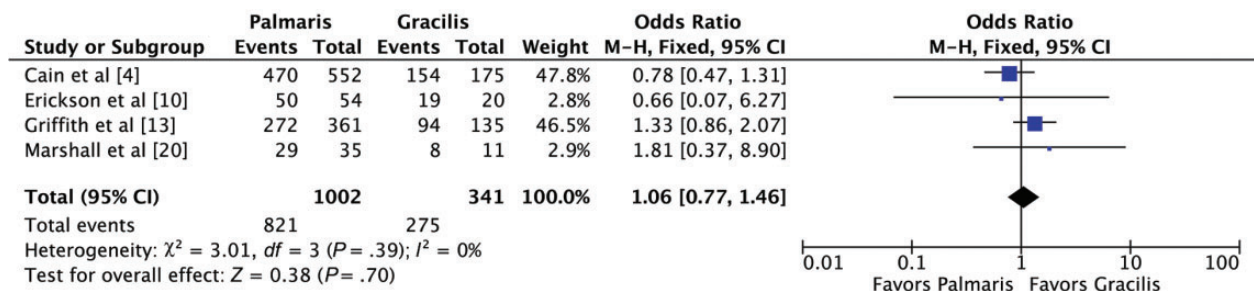 Palmaris Gracilis Odds Ratio Odds Ratio
Study or Subgroup Events Total Events Total Weight M-H, Fixed, 95% CI M-H, Fixed, 95% CI
Cain et al [4] 470 552 154 175 47.8% 0.78 [0.47, 1.31]
Erickson et al [10] 50 54 19 20 2.8% 0.66 [0.07, 6.27]
Griffith et al [13] 272 361 94 135 46.5% 1.33 [0.86, 2.07]
Marshall et al [20] 29 35 8 11 2.9% 1.81 [0.37, 8.90]
Total (95% CI) 1002 341 100.0% 1.06 [0.77, 1.46]
Total events 821 275
Heterogeneity: χ² = 3.01, df = 3 (P = .39); I² = 0%
Test for overall effect: Z = 0.38 (P = .70)
0.01 0.1 1 10 100
Favors Palmaris Favors Gracilis